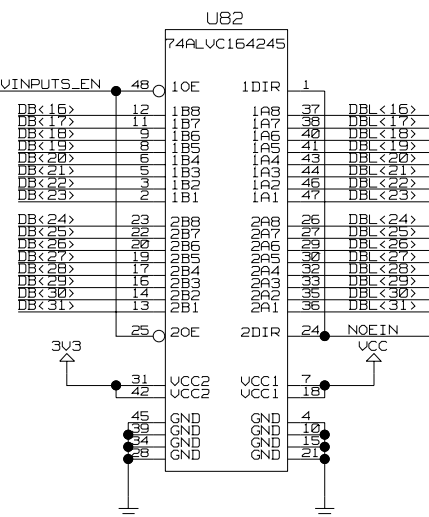 U82
74ALVC164245
VINPUTS_EN 48 1OE 1DIR 1
DB<16> 12 1B8 1A8 37 DBL<16>
DB<17> 11 1B7 1A7 38 DBL<17>
DB<18> 9 1B6 1A6 40 DBL<18>
DB<19> 8 1B5 1A5 41 DBL<19>
DB<20> 6 1B4 1A4 43 DBL<20>
DB<21> 5 1B3 1A3 44 DBL<21>
DB<22> 3 1B2 1A2 46 DBL<22>
DB<23> 2 1B1 1A1 47 DBL<23>
DB<24> 23 2B8 2A8 26 DBL<24>
DB<25> 22 2B7 2A7 27 DBL<25>
DB<26> 20 2B6 2A6 29 DBL<26>
DB<27> 19 2B5 2A5 30 DBL<27>
DB<28> 17 2B4 2A4 32 DBL<28>
DB<29> 16 2B3 2A3 33 DBL<29>
DB<30> 14 2B2 2A2 35 DBL<30>
DB<31> 13 2B1 2A1 36 DBL<31>
25 2OE 2DIR 24 NOEIN
3V3 VCC
31 VCC2 VCC1 7
42 VCC2 VCC1 18
45 GND GND 4
39 GND GND 10
34 GND GND 15
28 GND GND 21